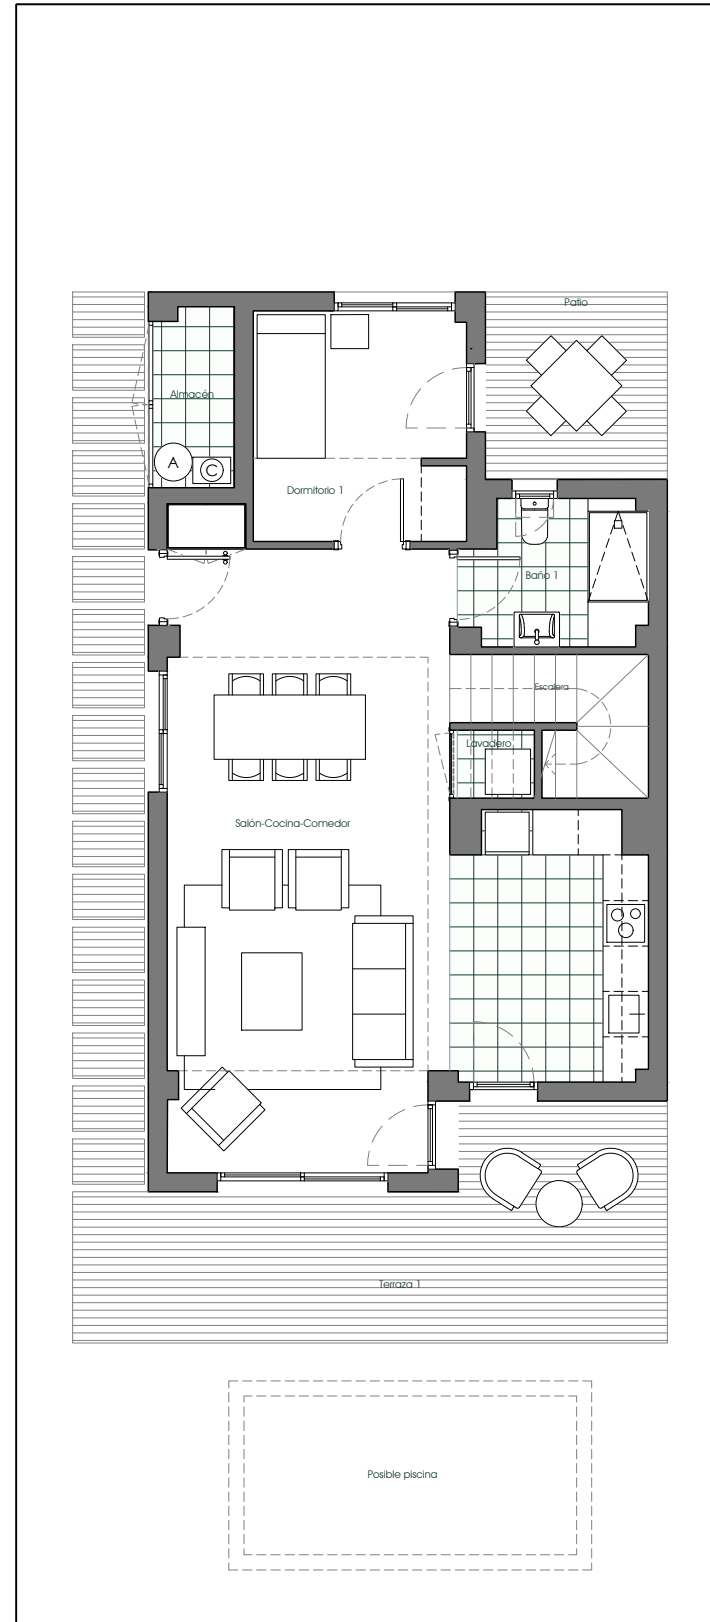 Patio
Almacén
A
C
Dormitorio 1
Baño 1
Escalera
Lavadero
Salón-Cocina-Comedor
Terraza 1
Posible piscina